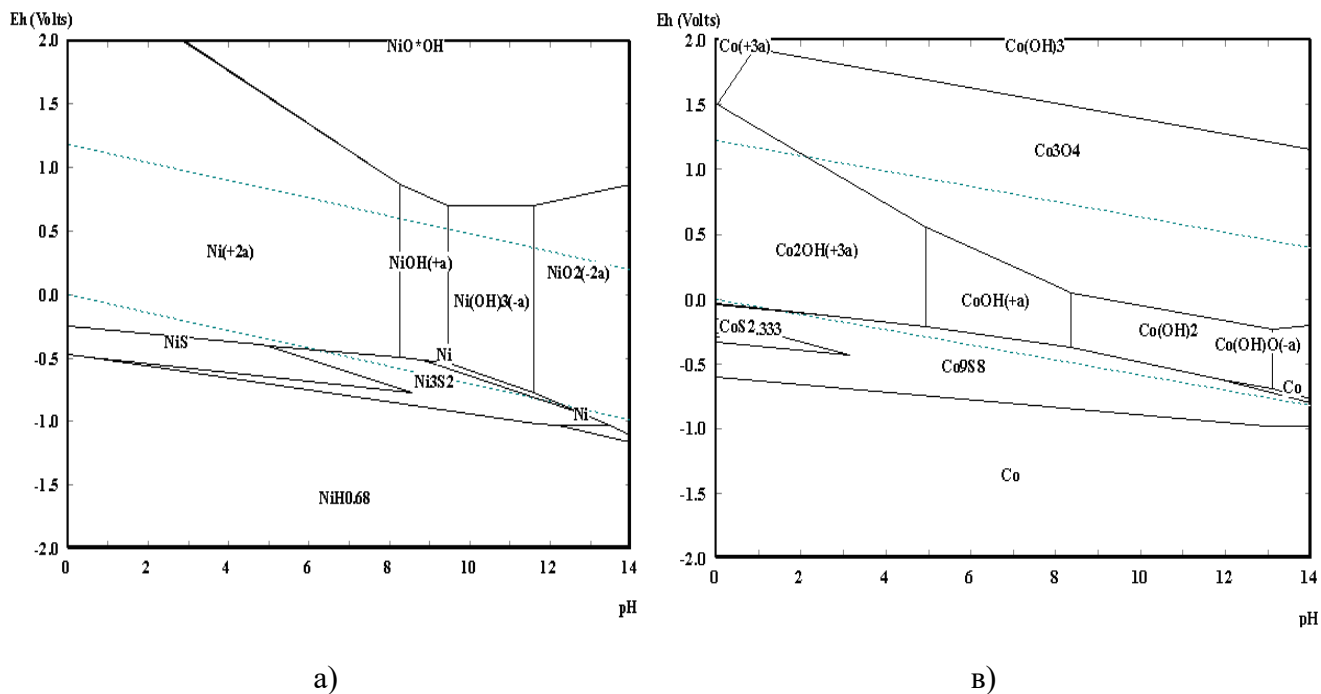 Eh (Volts)
2.0
1.5
1.0
0.5
0.0
-0.5
-1.0
-1.5
-2.0
0 2 4 6 8 10 12 14
pH
NiO*OH
Ni(+2a)
NiOH(+a)
Ni(OH)3(-a)
NiO2(-2a)
NiS
Ni
Ni3S2
Ni
NiH0.68
а)
Eh (Volts)
2.0
1.5
1.0
0.5
0.0
-0.5
-1.0
-1.5
-2.0
0 2 4 6 8 10 12 14
pH
Co(+3a)
Co(OH)3
Co3O4
Co2OH(+3a)
CoOH(+a)
Co(OH)2
Co(OH)O(-a)
CoS2.333
Co9S8
Co
Co
в)